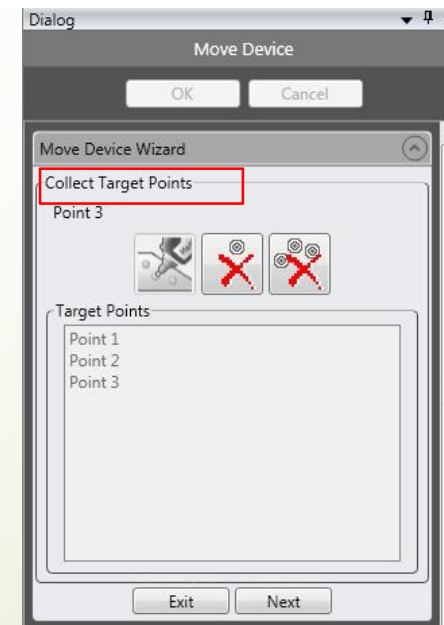 Dialog
Move Device
OK Cancel
Move Device Wizard
Collect Target Points
Point 3
Target Points
Point 1
Point 2
Point 3
Exit Next